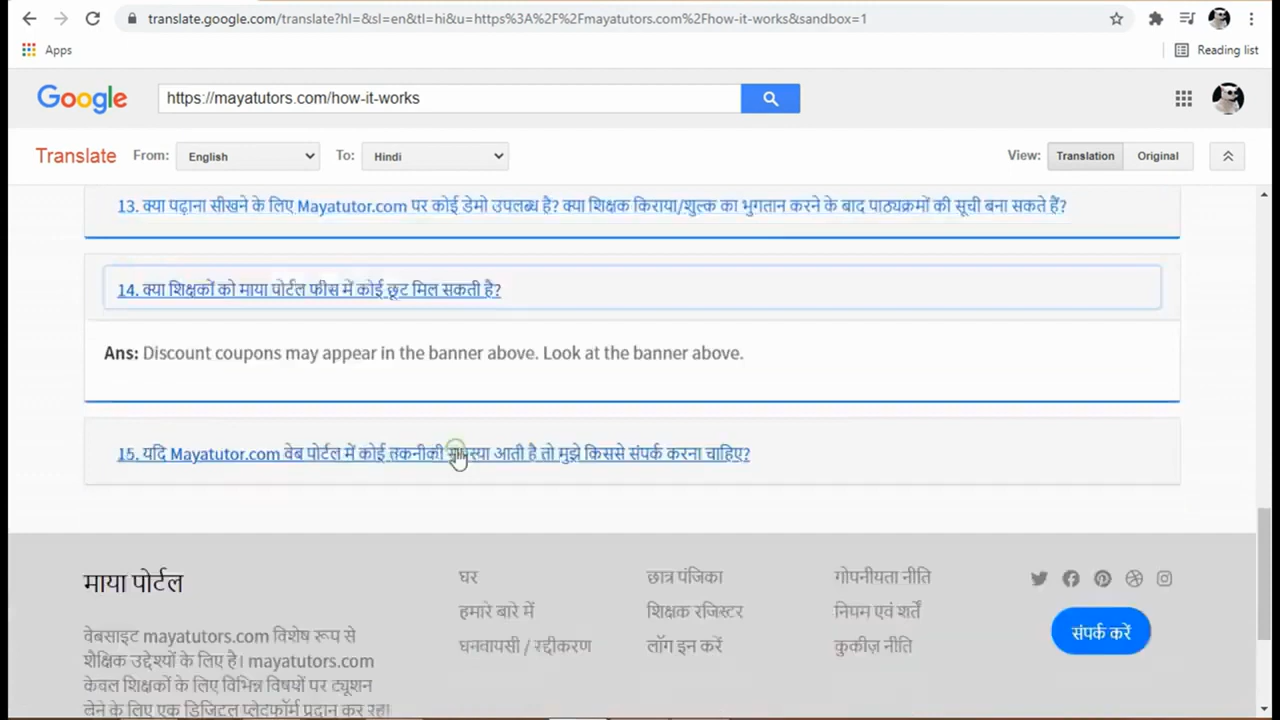 translate.google.com/translate?hl=&sl=en&tl=hi&u=https%3A%2F%2Fmayatutors.com%2Fhow-it-works&sandbox=1
Apps
Reading list
Google
https://mayatutors.com/how-it-works
Translate From: English To: Hindi View: Translation Original
13. क्या पढ़ाना सीखने के लिए Mayatutor.com पर कोई डेमो उपलब्ध है? क्या शिक्षक किराया/शुल्क का भुगतान करने के बाद पाठ्यक्रमों की सूची बना सकते हैं?
14. क्या शिक्षकों को माया पोर्टल फीस में कोई छूट मिल सकती है?
Ans: Discount coupons may appear in the banner above. Look at the banner above.
15. यदि Mayatutor.com वेब पोर्टल में कोई तकनीकी समस्या आती है तो मुझे किससे संपर्क करना चाहिए?
माया पोर्टल
वेबसाइट mayatutors.com विशेष रूप से
शैक्षिक उद्देश्यों के लिए है। mayatutors.com
केवल शिक्षकों के लिए विभिन्न विषयों पर ट्यूशन
लेने के लिए एक डिजिटल प्लेटफॉर्म प्रदान कर रहा
घर
हमारे बारे में
धनवापसी / रद्दीकरण
छात्र पंजिका
शिक्षक रजिस्टर
लॉग इन करें
गोपनीयता नीति
नियम एवं शर्तें
कुकीज़ नीति
संपर्क करें